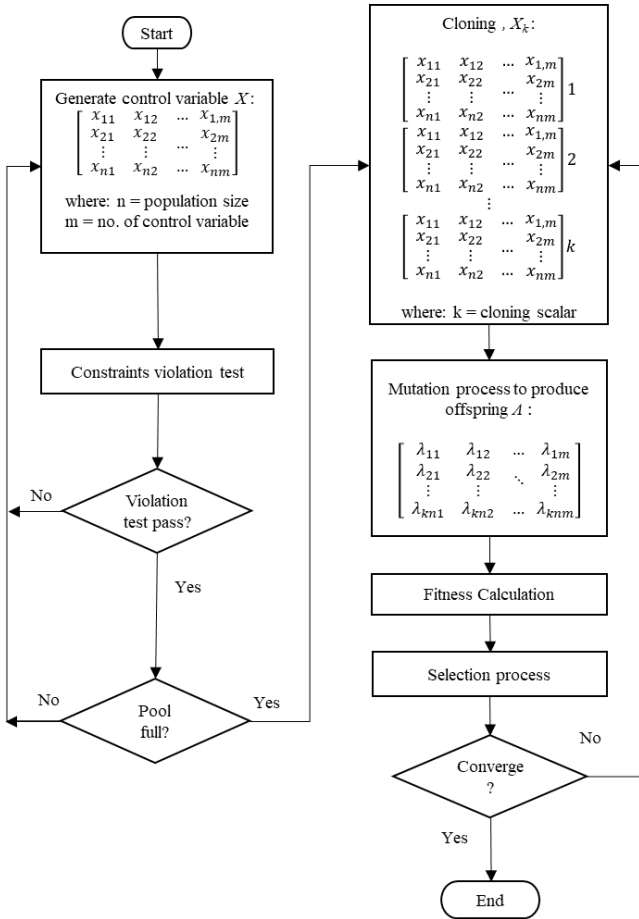 Start
Generate control variable X:
x11 x12 ... x1,m
x21 x22 x2m
⋮ ⋮ ... ⋮
xn1 xn2 ... xnm
where: n = population size
m = no. of control variable
Constraints violation test
Violation
test pass?
No
Yes
Pool
full?
No
Yes
Cloning , Xk:
x11 x12 ... x1,m
x21 x22 x2m
⋮ ⋮ ... ⋮
xn1 xn2 ... xnm
1
x11 x12 ... x1,m
x21 x22 x2m
⋮ ⋮ ... ⋮
xn1 xn2 ... xnm
2
⋮
x11 x12 ... x1,m
x21 x22 x2m
⋮ ⋮ ... ⋮
xn1 xn2 ... xnm
k
where: k = cloning scalar
Mutation process to produce
offspring Λ :
λ11 λ12 ... λ1m
λ21 λ22 ⋱ λ2m
⋮ ⋮ ⋮
λkn1 λkn2 ... λknm
Fitness Calculation
Selection process
Converge
?
No
Yes
End